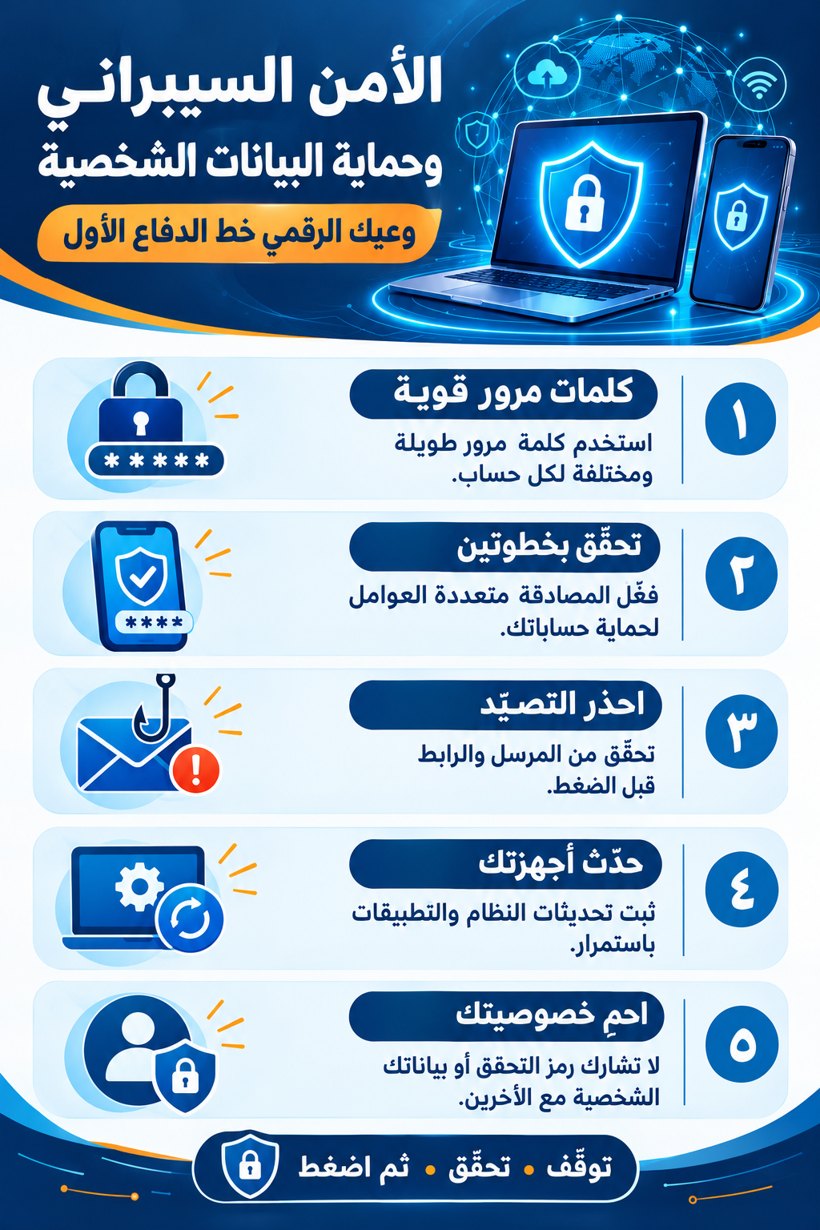 الأمن السيبراني
وحماية البيانات الشخصية
وعيك الرقمي خط الدفاع الأول
١
كلمات مرور قوية
استخدم كلمة مرور طويلة
ومختلفة لكل حساب.
*****
٢
تحقّق بخطوتين
فعّل المصادقة متعددة العوامل
لحماية حساباتك.
****
٣
احذر التصيّد
تحقّق من المرسل والرابط
قبل الضغط.
!
٤
حدّث أجهزتك
ثبت تحديثات النظام والتطبيقات
باستمرار.
٥
احمِ خصوصيتك
لا تشارك رمز التحقق أو بياناتك
الشخصية مع الأخرين.
توقّف • تحقّق • ثم اضغط